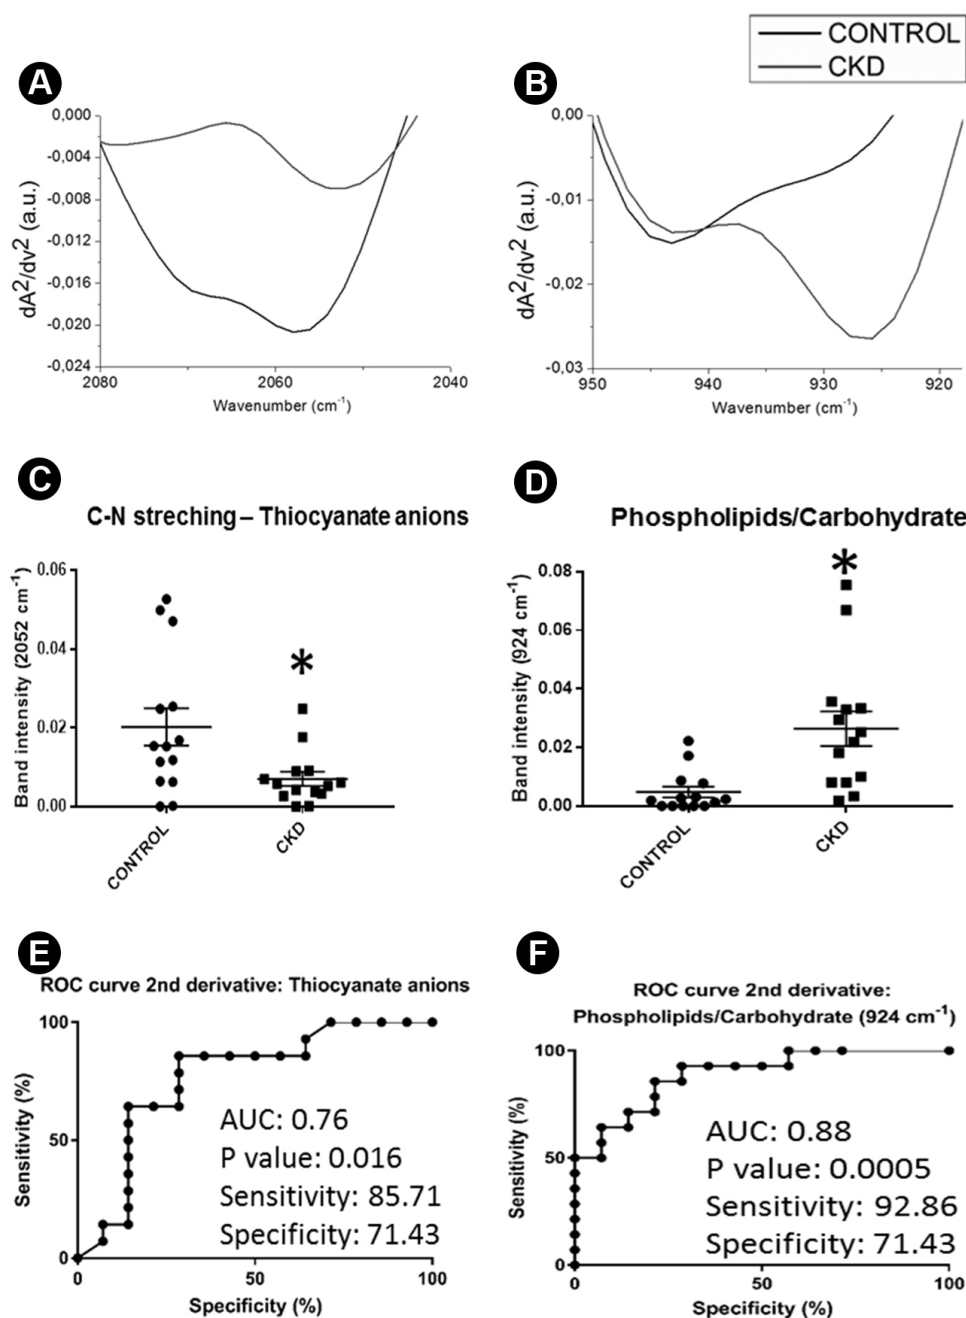 CONTROL
CKD
A
0,000
-0,004
-0,008
-0,012
-0,016
-0,020
-0,024
dA2/dv2 (a.u.)
2080
2060
2040
Wavenumber (cm-1)
B
0,00
-0,01
-0,02
-0,03
dA2/dv2 (a.u.)
950
940
930
920
Wavenumber (cm-1)
C
C-N streching – Thiocyanate anions
Band intensity (2052 cm-1)
0.06
0.04
0.02
0.00
*
CONTROL
CKD
D
Phospholipids/Carbohydrate
Band intensity (924 cm-1)
0.08
0.06
0.04
0.02
0.00
*
CONTROL
CKD
E
ROC curve 2nd derivative: Thiocyanate anions
Sensitivity (%)
100
50
0
AUC: 0.76
P value: 0.016
Sensitivity: 85.71
Specificity: 71.43
0
50
100
Specificity (%)
F
ROC curve 2nd derivative:
Phospholipids/Carbohydrate (924 cm-1)
Sensitivity (%)
100
50
0
AUC: 0.88
P value: 0.0005
Sensitivity: 92.86
Specificity: 71.43
0
50
100
Specificity (%)